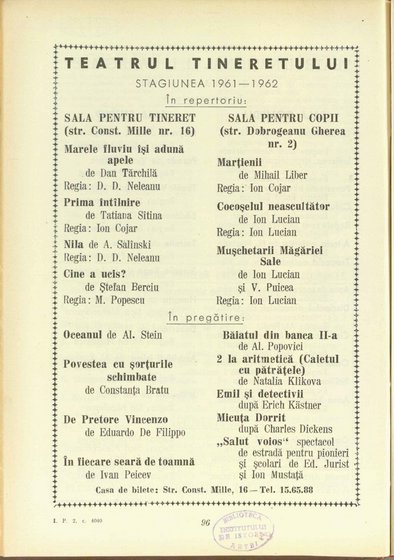 TEATRUL TINERETULUI
STAGIUNEA 1961—1962
În repertoriu:
SALA PENTRU TINERET
(str. Const. Mille nr. 16)
Marele fluviu își adună
apele
de Dan Tărchilă
Regia: D. D. Neleanu
Prima întîlnire
de Tatiana Sîtina
Regia: Ion Cojar
Nila de A. Salinski
Regia: D. D. Neleanu
Cine a ucis?
de Ștefan Berciu
Regia: M. Popescu
SALA PENTRU COPII
(str. Dobrogeanu Gherea
nr. 2)
Marțienii
de Mihail Liber
Regia: Ion Cojar
Cocoșelul neascultător
de Ion Lucian
Regia: Ion Lucian
Mușchetarii Măgăriei
Sale
de Ion Lucian
și V. Puicea
Regia: Ion Lucian
În pregătire:
Oceanul de Al. Stein
Povestea cu șorțurile
schimbate
de Constanța Bratu
De Pretore Vincenzo
de Eduardo De Filippo
În fiecare seară de toamnă
de Ivan Peicev
Băiatul din banca II-a
de Al. Popovici
2 la aritmetică (Caietul
cu pătrățele)
de Natalia Klîkova
Emil și detectivii
după Erich Kästner
Micuța Dorrit
după Charles Dickens
„Salut voios" spectacol
de estradă pentru pionieri
și școlari de Ed. Jurist
și Ion Mustață
Casa de bilete: Str. Const. Mille, 16 — Tel. 15.65.88
I. P. 2, c. 4040
96
BIBLIOTECA
INSTITUTULUI
DE ISTORIA
ARTEI